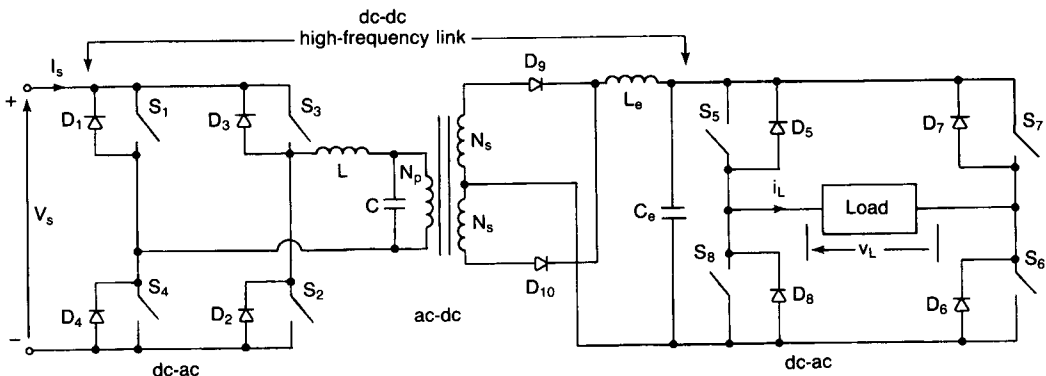 dc-dc
high-frequency link
I_s
+
D_1
S_1
D_3
S_3
L
C
N_p
N_s
N_s
D_9
D_10
L_e
C_e
S_5
D_5
D_7
S_7
i_L
Load
v_L
S_8
D_8
D_6
S_6
V_s
D_4
S_4
D_2
S_2
−
ac-dc
dc-ac
dc-ac